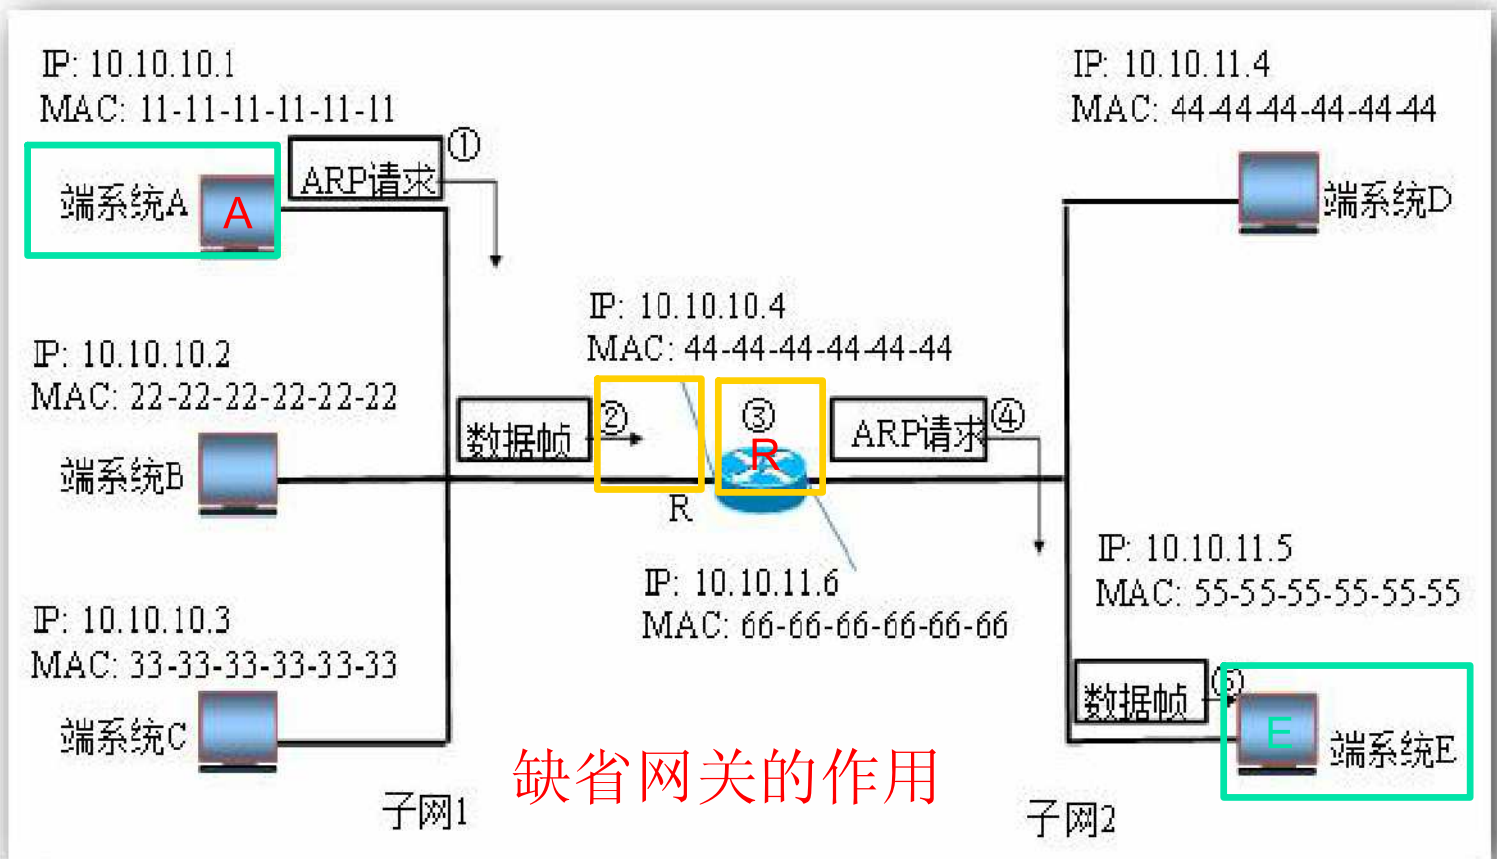 IP: 10.10.10.1
MAC: 11-11-11-11-11-11
端系统A
A
ARP请求
①
IP: 10.10.11.4
MAC: 44-44-44-44-44-44
端系统D
IP: 10.10.10.4
MAC: 44-44-44-44-44-44
IP: 10.10.10.2
MAC: 22-22-22-22-22-22
端系统B
数据帧
②
③
R
R
ARP请求
④
IP: 10.10.11.6
MAC: 66-66-66-66-66-66
IP: 10.10.11.5
MAC: 55-55-55-55-55-55
IP: 10.10.10.3
MAC: 33-33-33-33-33-33
端系统C
数据帧
⑤
E
端系统E
缺省网关的作用
子网1
子网2